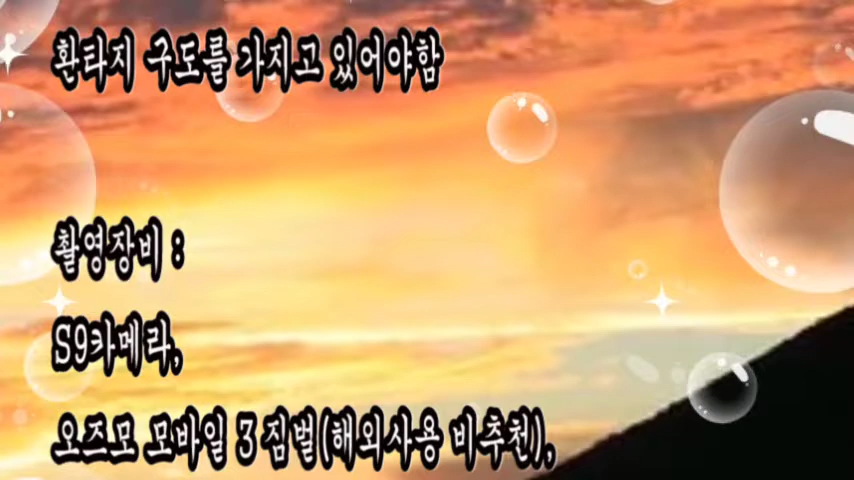 환타지 구도를 가지고 있어야함
촬영장비 :
S9카메라,
오즈모 모바일 3 짐벌(해외사용 비추천),